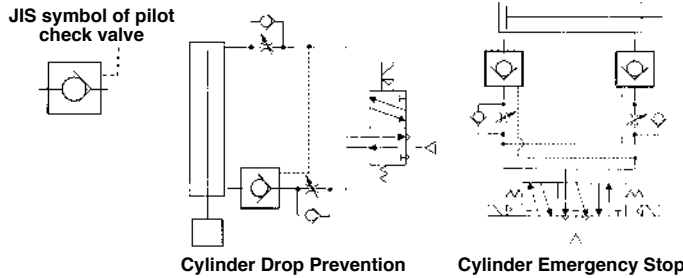 JIS symbol of pilot
check valve
Cylinder Drop Prevention
Cylinder Emergency Stop